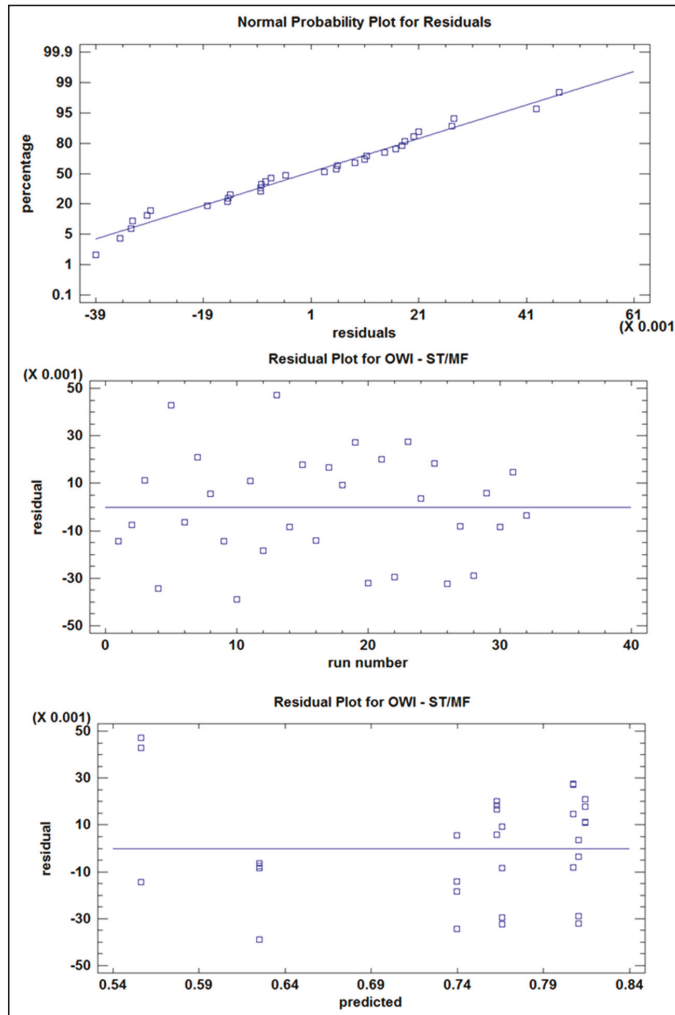 Normal Probability Plot for Residuals
99.9
99
95
80
50
20
5
1
0.1
percentage
-39 -19 1 21 41 61
(X 0.001
residuals
Residual Plot for OWI - ST/MF
(X 0.001)
50
30
10
-10
-30
-50
residual
0 10 20 30 40
run number
Residual Plot for OWI - ST/MF
(X 0.001)
50
30
10
-10
-30
-50
residual
0.54 0.59 0.64 0.69 0.74 0.79 0.84
predicted